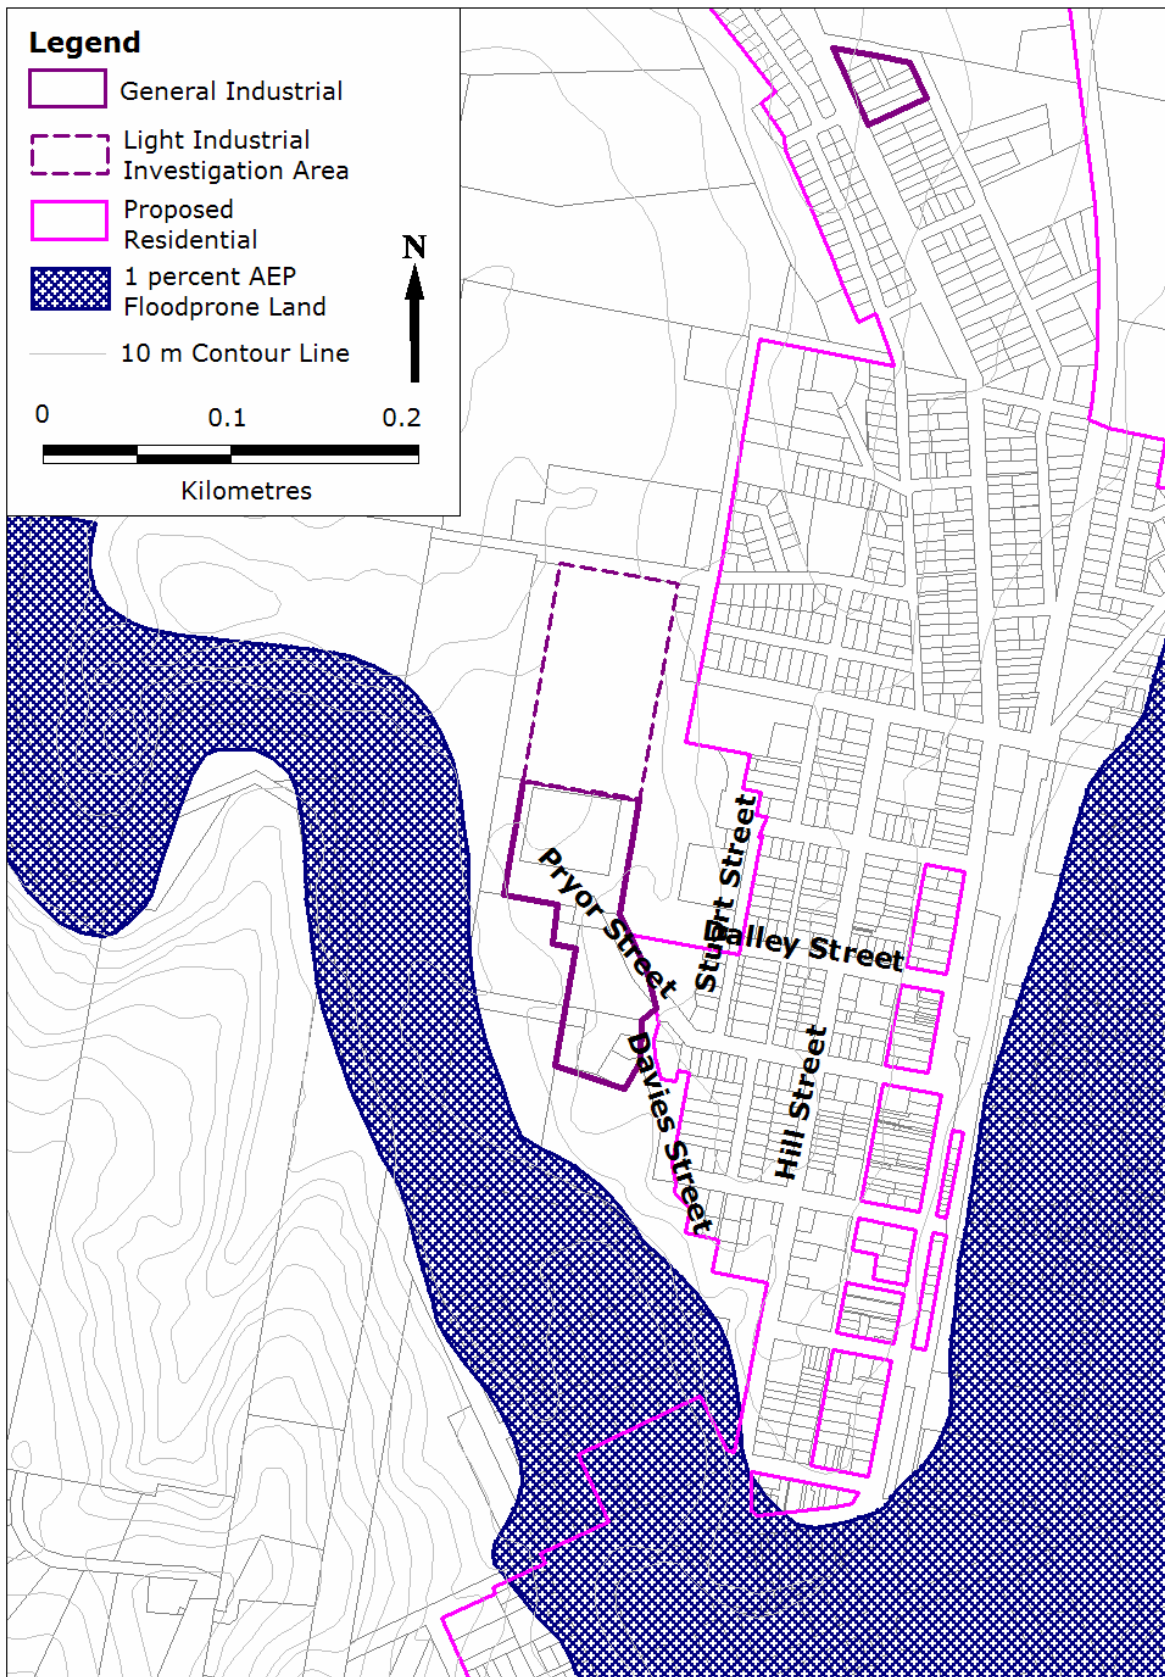 Legend
General Industrial
Light Industrial
Investigation Area
Proposed
Residential
1 percent AEP
Floodprone Land
10 m Contour Line
N
0 0.1 0.2
Kilometres
Stuart Street
Pryor Street
Dalley Street
Davies Street
Hill Street